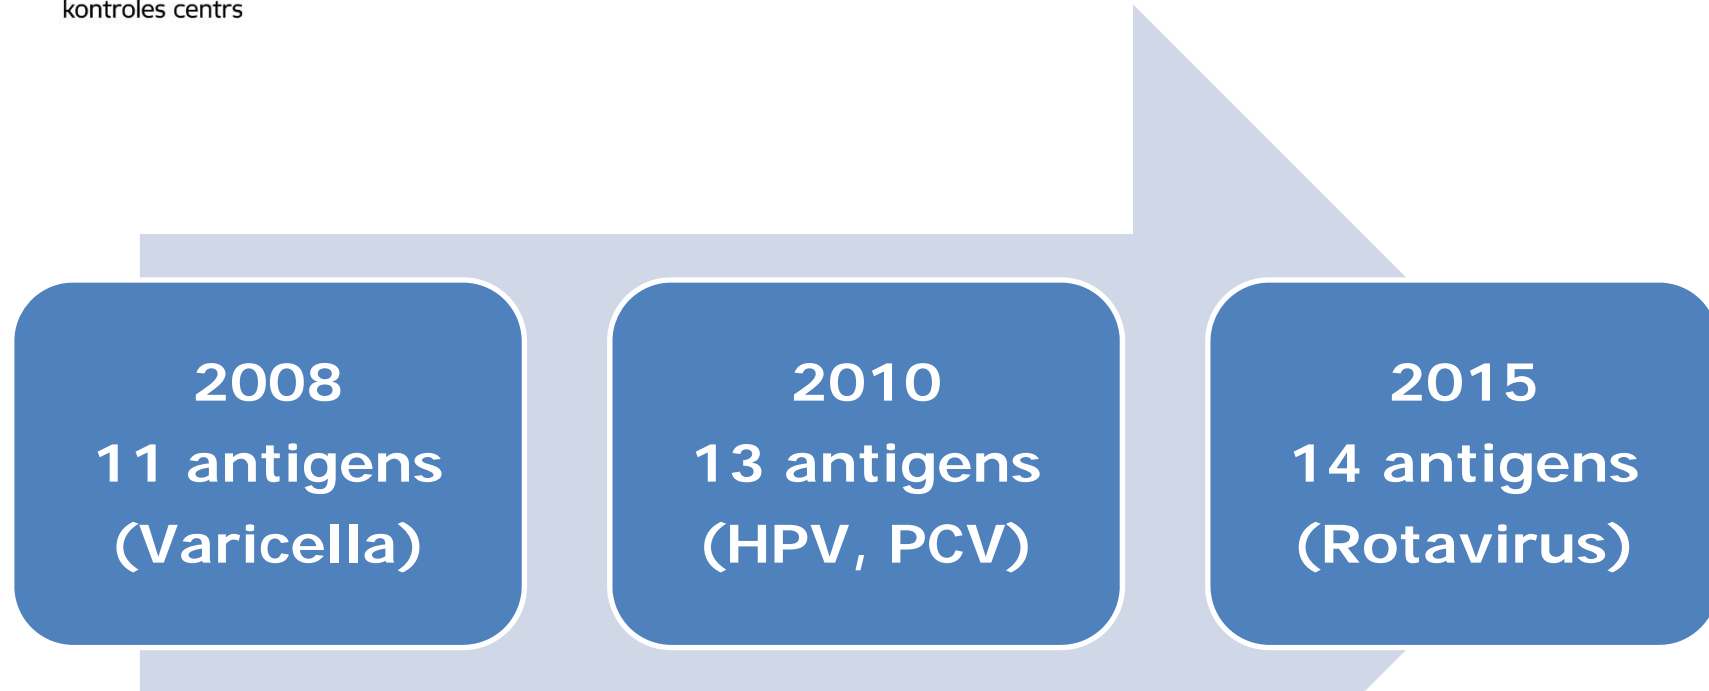 kontroles centrs
2008
11 antigens
(Varicella)
2010
13 antigens
(HPV, PCV)
2015
14 antigens
(Rotavirus)